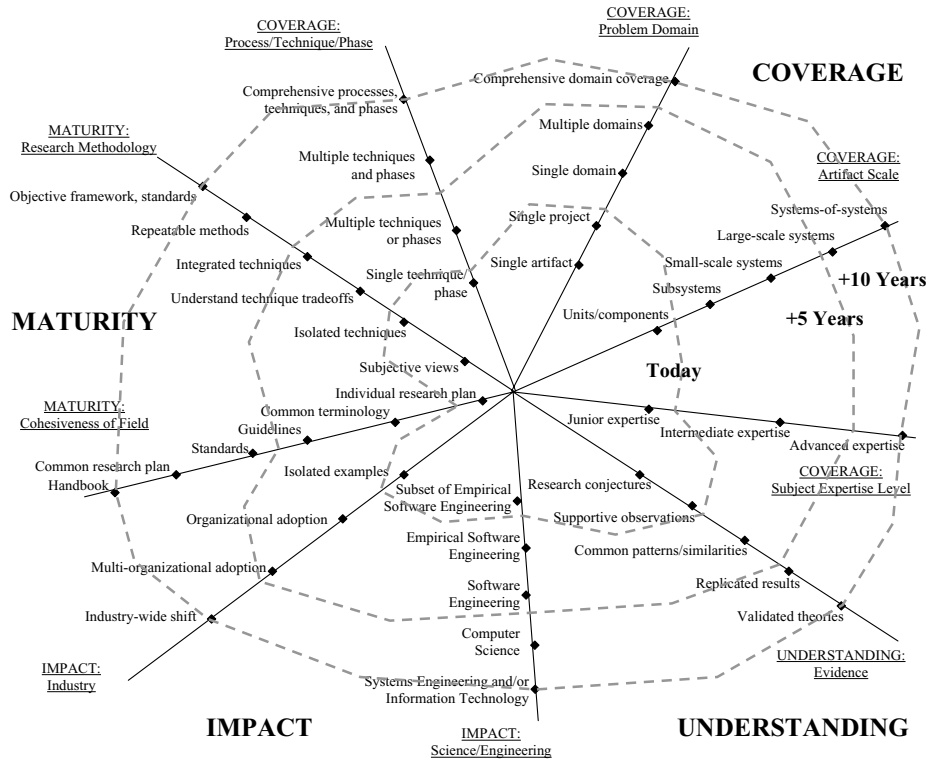 COVERAGE:
Process/Technique/Phase
COVERAGE:
Problem Domain
COVERAGE
Comprehensive domain coverage
Comprehensive processes,
techniques, and phases
Multiple domains
MATURITY:
Research Methodology
Multiple techniques
and phases
Single domain
COVERAGE:
Artifact Scale
Objective framework, standards
Repeatable methods
Multiple techniques
or phases
Single project
Systems-of-systems
Large-scale systems
Integrated techniques
Single technique/
phase
Single artifact
Small-scale systems
+10 Years
Understand technique tradeoffs
Subsystems
MATURITY
Isolated techniques
Units/components
+5 Years
Subjective views
Today
Individual research plan
MATURITY:
Cohesiveness of Field
Common terminology
Guidelines
Standards
Common research plan
Handbook
Junior expertise
Intermediate expertise
Advanced expertise
COVERAGE:
Subject Expertise Level
Isolated examples
Subset of Empirical
Software Engineering
Research conjectures
Organizational adoption
Supportive observations
Empirical Software
Engineering
Common patterns/similarities
Multi-organizational adoption
Software
Engineering
Replicated results
Industry-wide shift
Validated theories
Computer
Science
IMPACT:
Industry
Systems Engineering and/or
Information Technology
UNDERSTANDING:
Evidence
IMPACT
IMPACT:
Science/Engineering
UNDERSTANDING